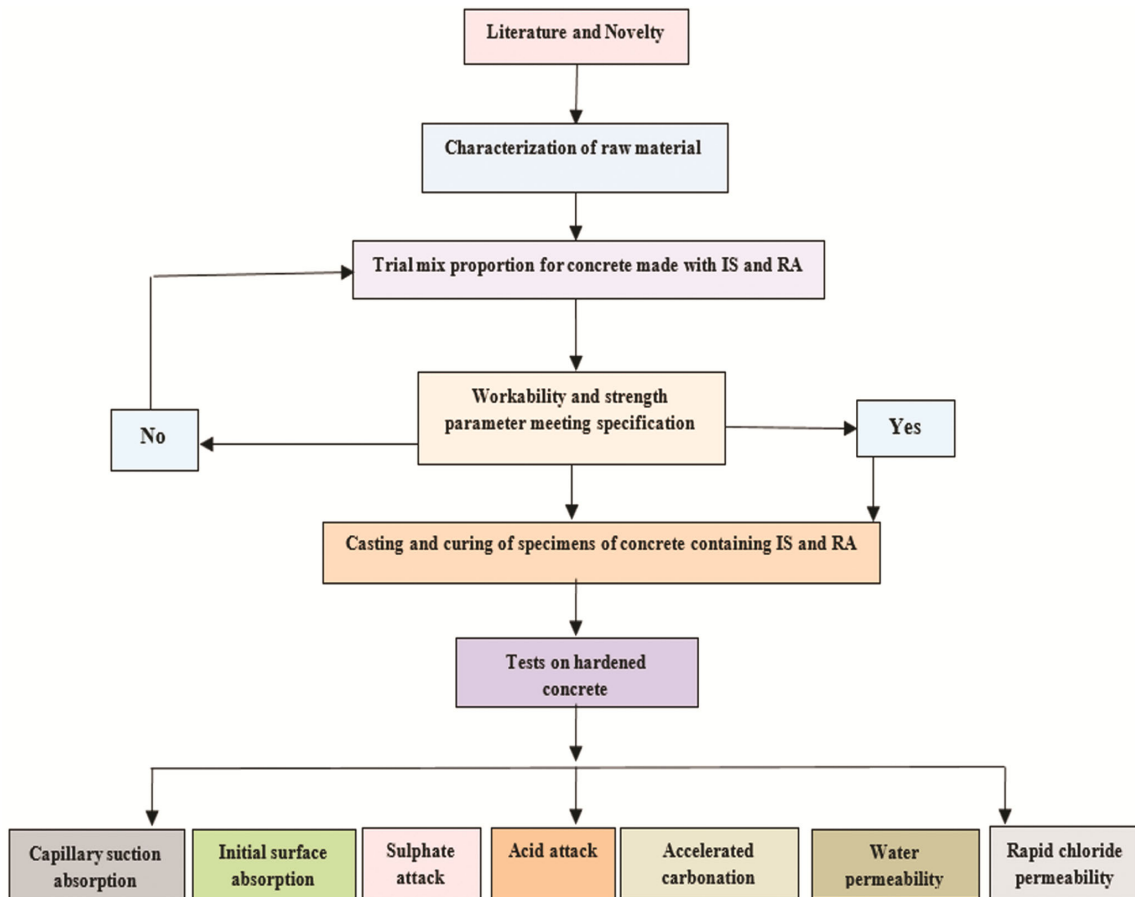 Literature and Novelty
Characterization of raw material
Trial mix proportion for concrete made with IS and RA
Workability and strength
parameter meeting specification
No
Yes
Casting and curing of specimens of concrete containing IS and RA
Tests on hardened
concrete
Capillary suction
absorption
Initial surface
absorption
Sulphate
attack
Acid attack
Accelerated
carbonation
Water
permeability
Rapid chloride
permeability